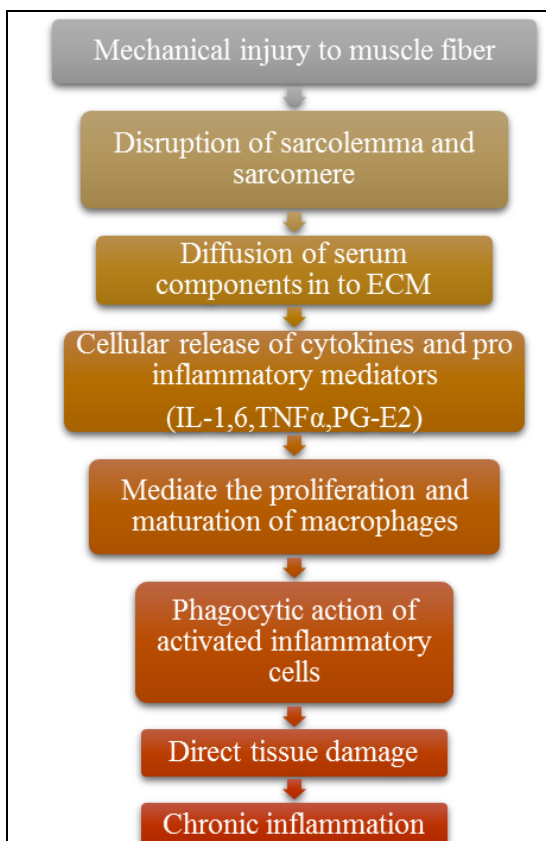 Mechanical injury to muscle fiber
Disruption of sarcolemma and
sarcomere
Diffusion of serum
components in to ECM
Cellular release of cytokines and pro
inflammatory mediators
(IL-1,6,TNFα,PG-E2)
Mediate the proliferation and
maturation of macrophages
Phagocytic action of
activated inflammatory
cells
Direct tissue damage
Chronic inflammation